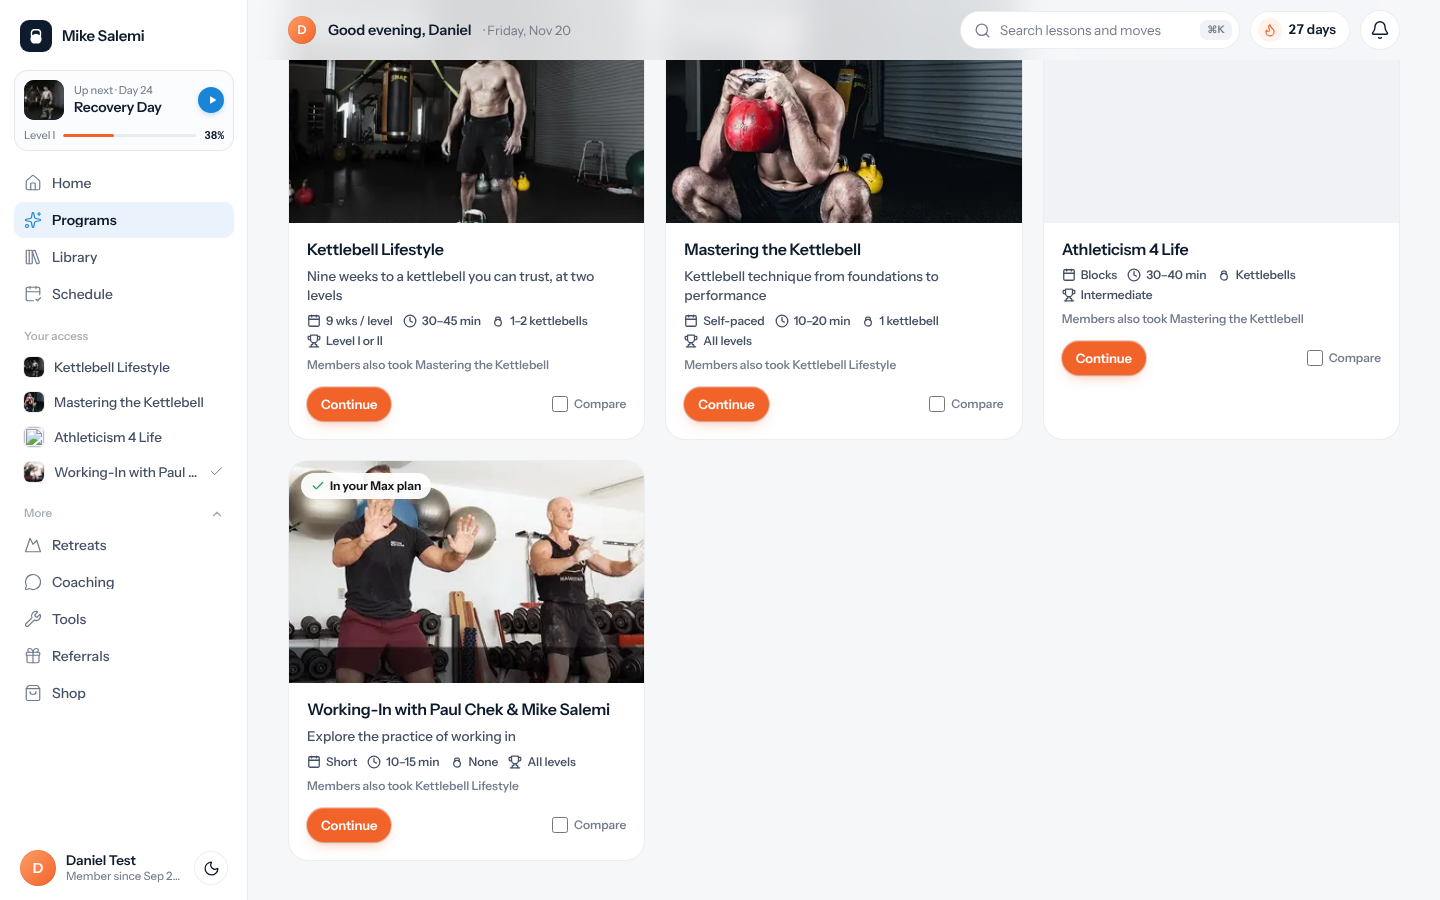 Mike Salemi
Up next · Day 24
Recovery Day
Level I
38%
Home
Programs
Library
Schedule
Your access
Kettlebell Lifestyle
Mastering the Kettlebell
Athleticism 4 Life
Working-In with Paul ...
More
Retreats
Coaching
Tools
Referrals
Shop
D
Daniel Test
Member since Sep 2...
D
Good evening, Daniel · Friday, Nov 20
Search lessons and moves
⌘K
27 days
Kettlebell Lifestyle
Nine weeks to a kettlebell you can trust, at two
levels
9 wks / level 30–45 min 1–2 kettlebells
Level I or II
Members also took Mastering the Kettlebell
Continue
Compare
Mastering the Kettlebell
Kettlebell technique from foundations to
performance
Self-paced 10–20 min 1 kettlebell
All levels
Members also took Kettlebell Lifestyle
Continue
Compare
Athleticism 4 Life
Blocks 30–40 min Kettlebells
Intermediate
Members also took Mastering the Kettlebell
Continue
Compare
In your Max plan
Working-In with Paul Chek & Mike Salemi
Explore the practice of working in
Short 10–15 min None All levels
Members also took Kettlebell Lifestyle
Continue
Compare